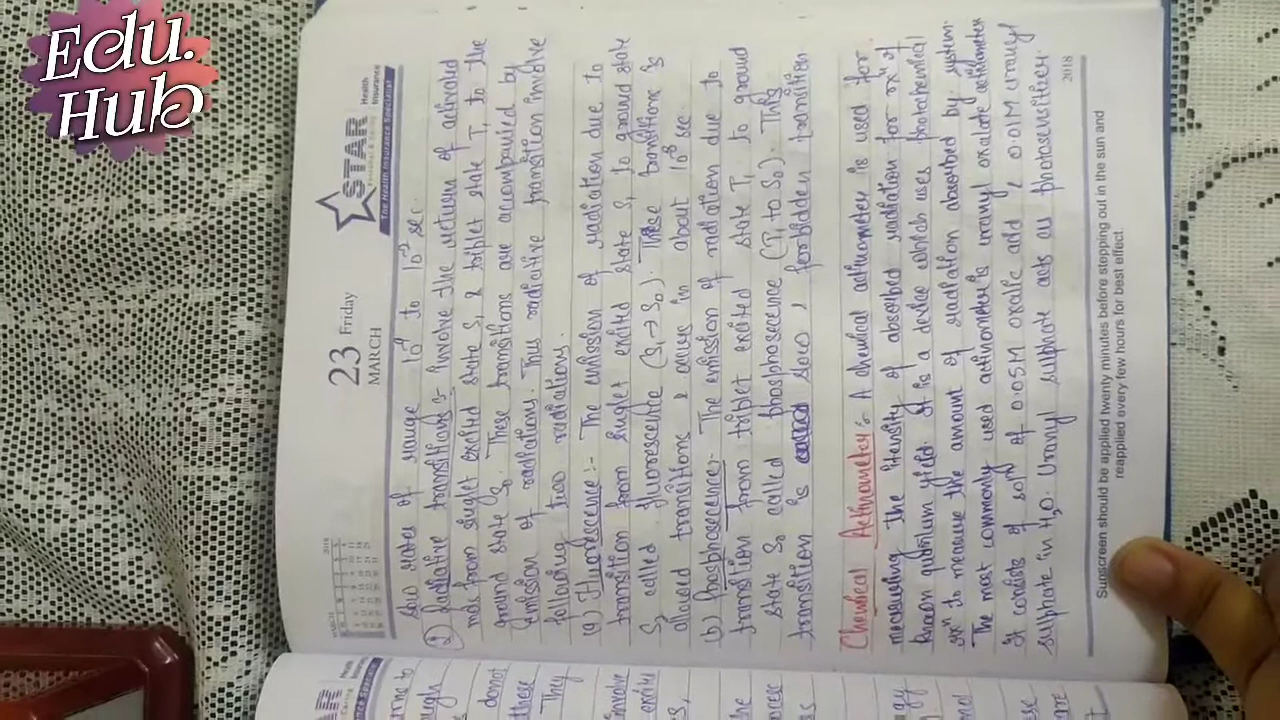 Edu.
Hub
STAR
Health
Insurance
The Health Insurance Specialist
23 Friday
MARCH
slow rates of range 10⁻⁴ to 10⁻² sec.
② Radiative transitions :- involve the return of activated
mols from singlet excited state S₁ & triplet state T₁ to the
ground state S₀. These transitions are accompanied by
emission of radiations. Thus radiative transition involve
following two radiations.
(a) Fluorescence :- The emission of radiation due to
transition from singlet excited state S₁ to ground state
S₀ called fluorescence (S₁→S₀). These transitions is
allowed transitions & occurs in about 10⁻⁸ sec
(b) Phosphorescence- The emission of radiation due to
transition from triplet excited state T₁ to ground
state S₀ called phosphoscence (T₁ to S₀). This
transition is slow, forbidden transition
Chemical Actinometer :- A chemical actinometer is used for
measuring the intensity of absorbed radiation for rxⁿ of
known quantum yield. It is a device which uses photochemical
rxⁿ to measure the amount of radiation absorbed by system.
The most commonly used actinometer is uranyl oxalate actinometer
It consists of solⁿ of 0.05M oxalic acid & 0.01M uranyl
sulphate in H₂O. Uranyl sulphate acts as photosensitizer.
2018
Sunscreen should be applied twenty minutes before stepping out in the sun and
reapplied every few hours for best effect